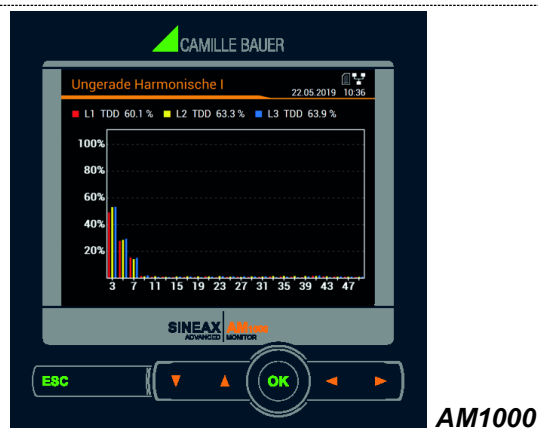 CAMILLE BAUER
Ungerade Harmonische I
22.05.2019 10:36
L1 TDD 60.1 % L2 TDD 63.3 % L3 TDD 63.9 %
100%
80%
60%
40%
20%
3 7 11 15 19 23 27 31 35 39 43 47
SINEAX AM1000
ADVANCED MONITOR
ESC OK
AM1000